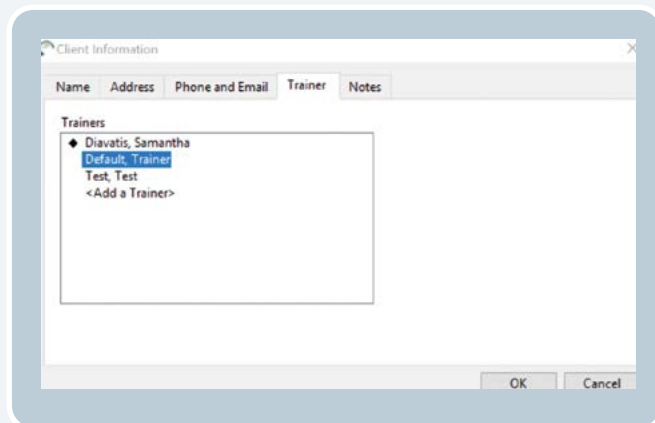 Client Information
Name Address Phone and Email Trainer Notes
Trainers
Diavatis, Samantha
Default, Trainer
Test, Test
<Add a Trainer>
OK Cancel